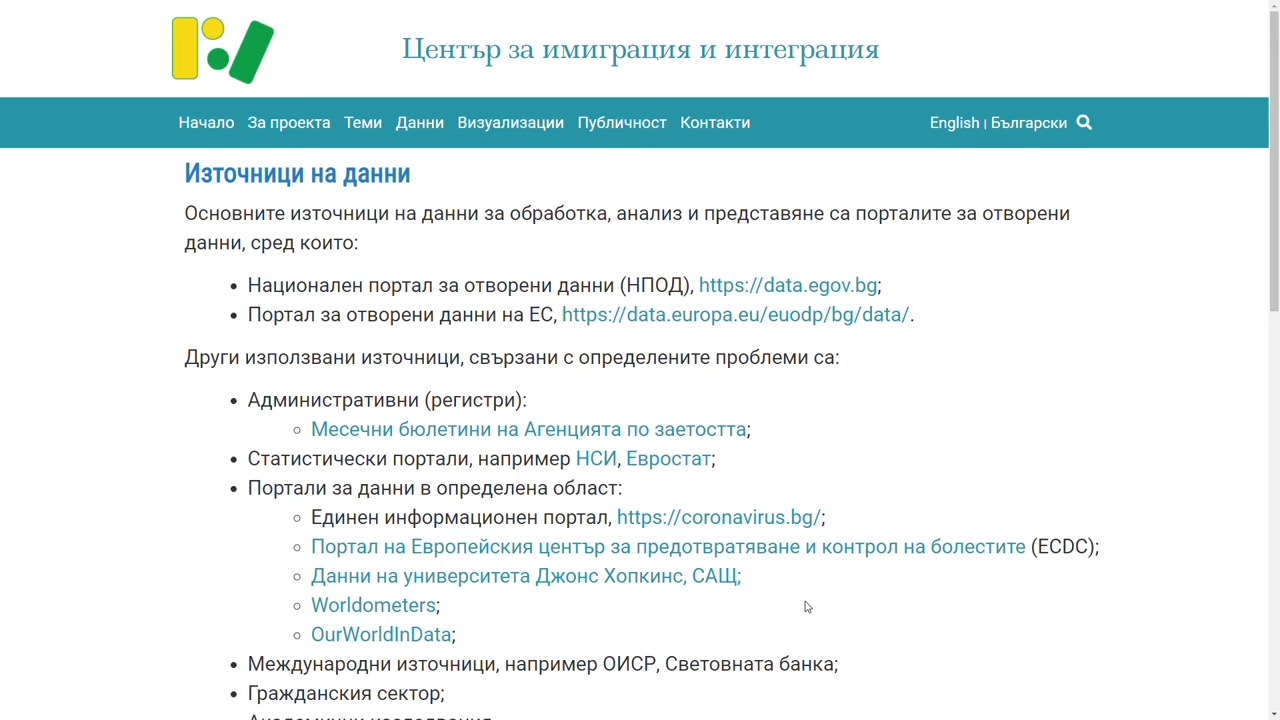 Център за имиграция и интеграция
Начало За проекта Теми Данни Визуализации Публичност Контакти English | Български
Източници на данни
Основните източници на данни за обработка, анализ и представяне са порталите за отворени
данни, сред които:
• Национален портал за отворени данни (НПОД), https://data.egov.bg;
• Портал за отворени данни на ЕС, https://data.europa.eu/euodp/bg/data/.
Други използвани източници, свързани с определените проблеми са:
• Административни (регистри):
○ Месечни бюлетини на Агенцията по заетостта;
• Статистически портали, например НСИ, Евростат;
• Портали за данни в определена област:
○ Единен информационен портал, https://coronavirus.bg/;
○ Портал на Европейския център за предотвратяване и контрол на болестите (ECDC);
○ Данни на университета Джонс Хопкинс, САЩ;
○ Worldometers;
○ OurWorldInData;
• Международни източници, например ОИСР, Световната банка;
• Гражданския сектор;